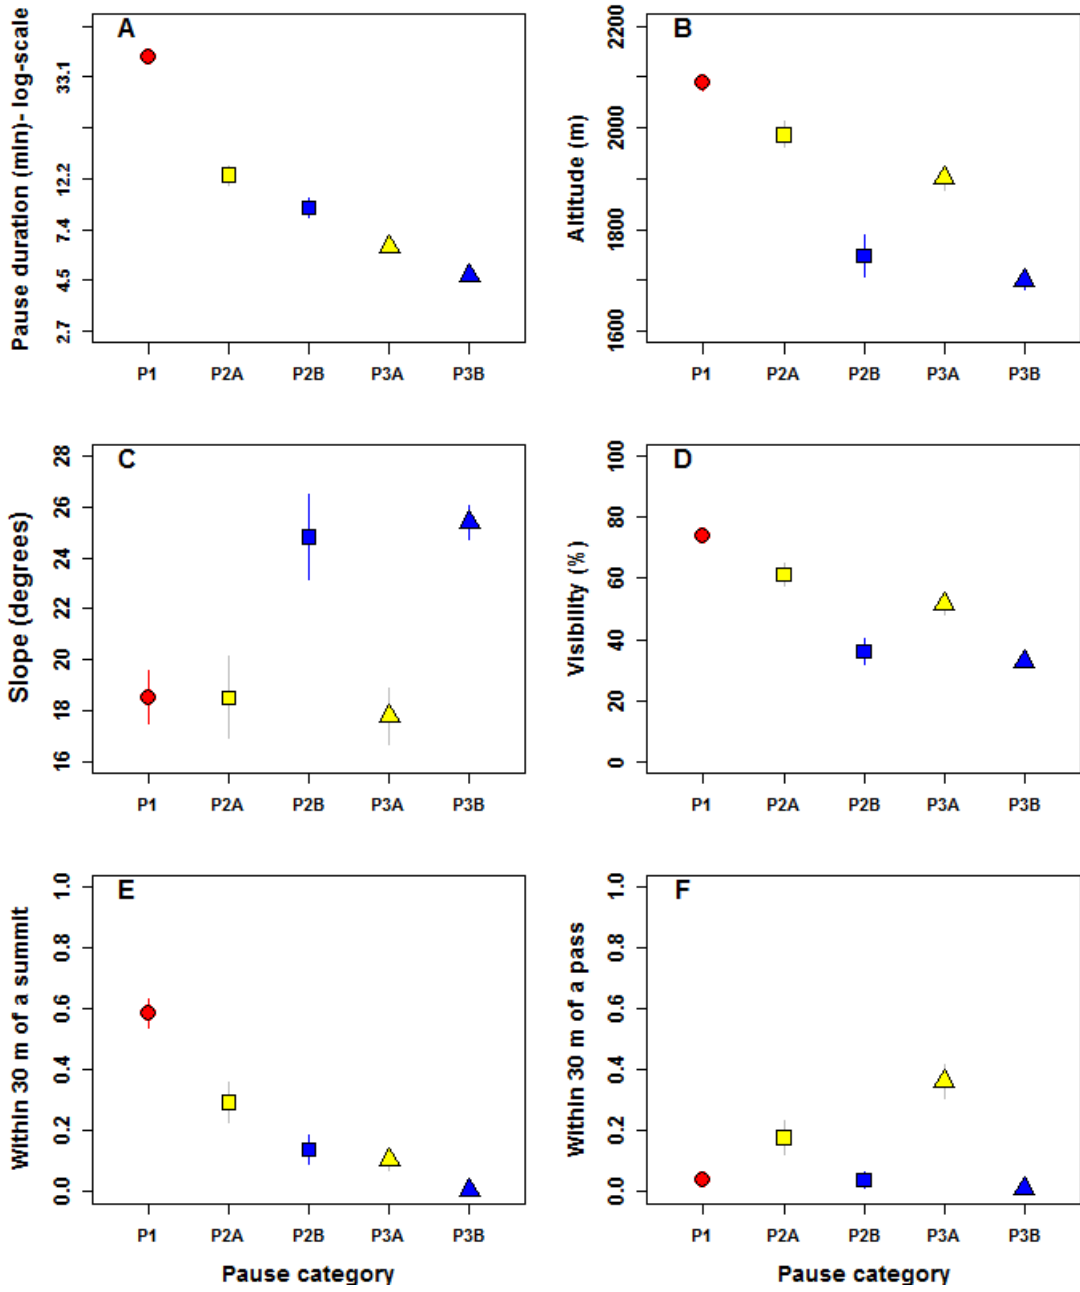 A
Pause duration (min)- log-scale
33.1
12.2
7.4
4.5
2.7
P1 P2A P2B P3A P3B
B
Altitude (m)
2200
2000
1800
1600
P1 P2A P2B P3A P3B
C
Slope (degrees)
28
26
24
22
20
18
16
P1 P2A P2B P3A P3B
D
Visibility (%)
100
80
60
40
20
0
P1 P2A P2B P3A P3B
E
Within 30 m of a summit
1.0
0.8
0.6
0.4
0.2
0.0
P1 P2A P2B P3A P3B
Pause category
F
Within 30 m of a pass
1.0
0.8
0.6
0.4
0.2
0.0
P1 P2A P2B P3A P3B
Pause category